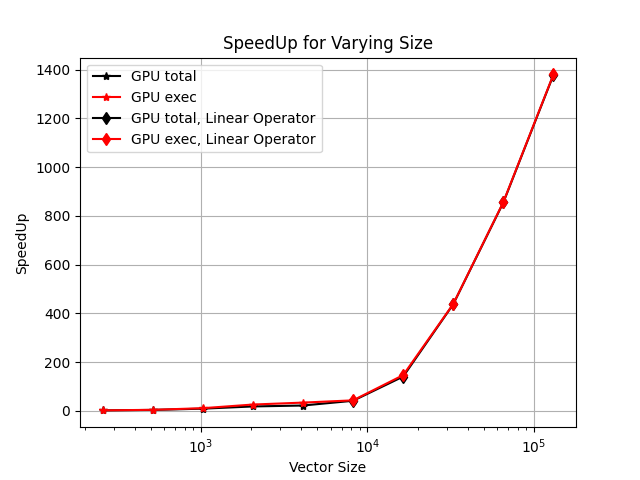 SpeedUp for Varying Size
GPU total
GPU exec
GPU total, Linear Operator
GPU exec, Linear Operator
1400
1200
1000
800
600
400
200
0
SpeedUp
10³
10⁴
10⁵
Vector Size